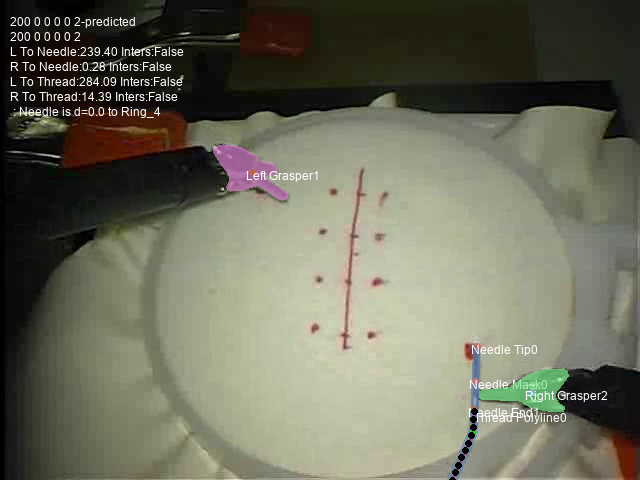 200 0 0 0 0 2-predicted
200 0 0 0 0 2
L To Needle:239.40 Inters:False
R To Needle:0.28 Inters:False
L To Thread:284.09 Inters:False
R To Thread:14.39 Inters:False
: Needle is d=0.0 to Ring_4
Left Grasper1
Needle Tip0
Needle Mask0
Right Grasper2
Needle End1
Thread Polyline0